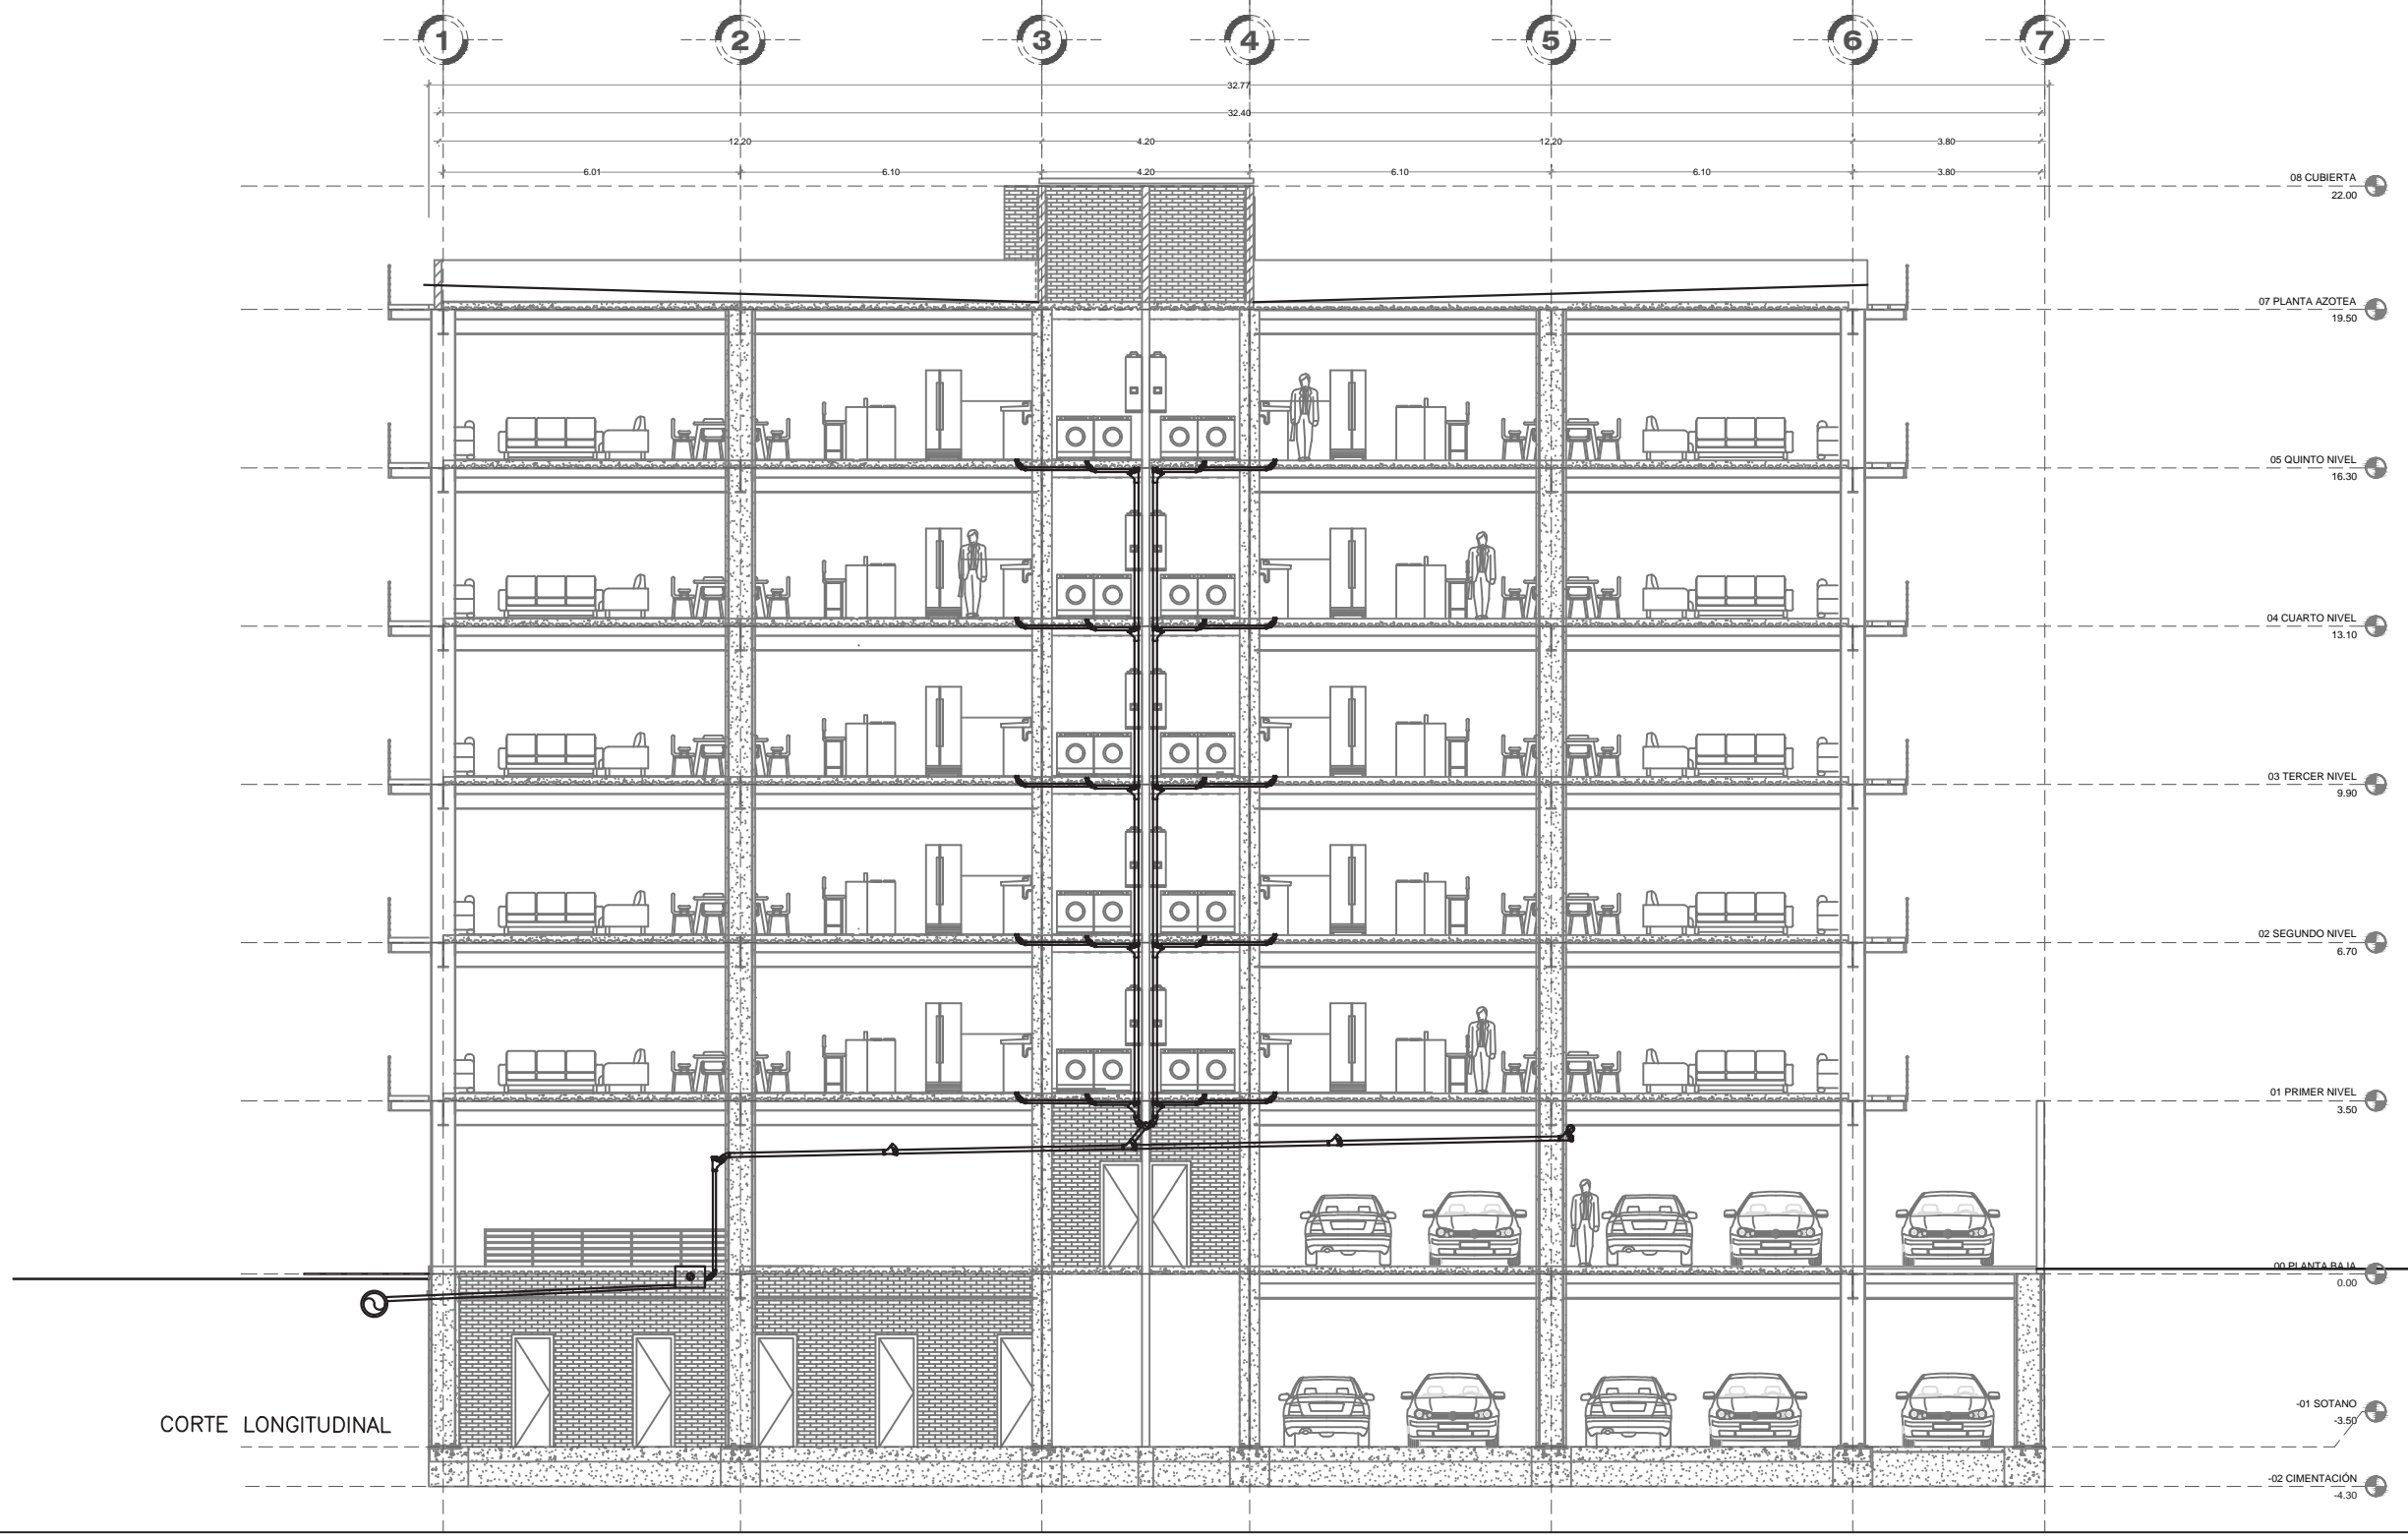 1 2 3 4 5 6 7
32.77
32.40
12.20 4.20 12.20 3.80
6.01 6.10 4.20 6.10 6.10 3.80
08 CUBIERTA
22.00
07 PLANTA AZOTEA
19.50
05 QUINTO NIVEL
16.30
04 CUARTO NIVEL
13.10
03 TERCER NIVEL
9.90
02 SEGUNDO NIVEL
6.70
01 PRIMER NIVEL
3.50
00 PLANTA BAJA
0.00
-01 SOTANO
-3.50
CORTE LONGITUDINAL
-02 CIMENTACIÓN
-4.30